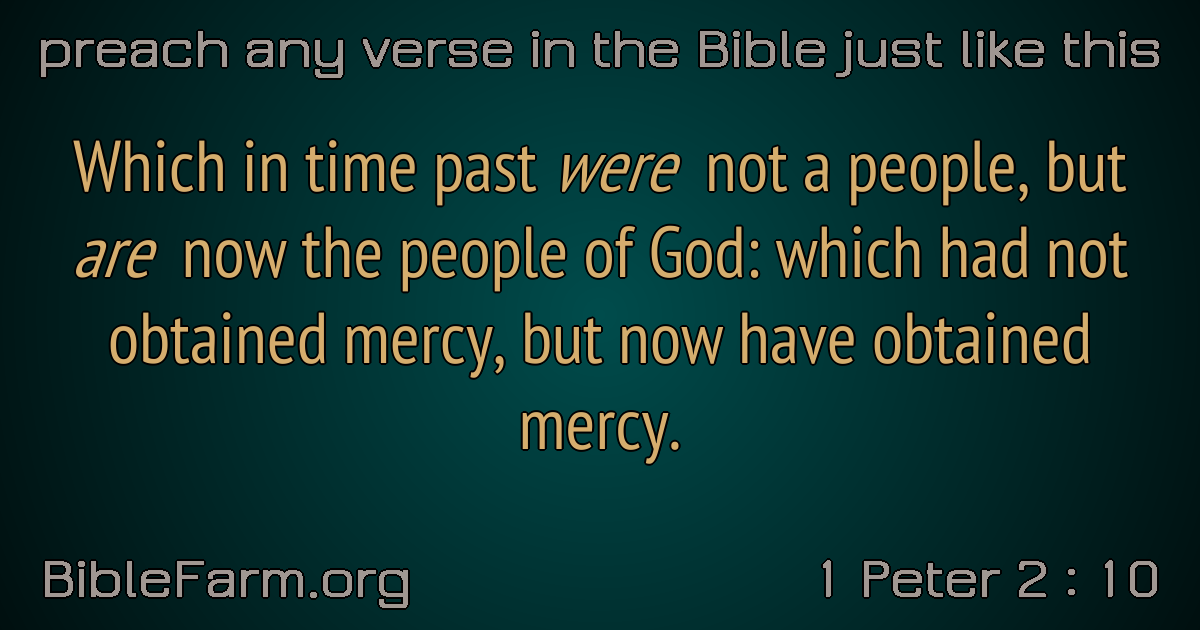 preach any verse in the Bible just like this
Which in time past were not a people, but
are now the people of God: which had not
obtained mercy, but now have obtained
mercy.
BibleFarm.org
1 Peter 2 : 10